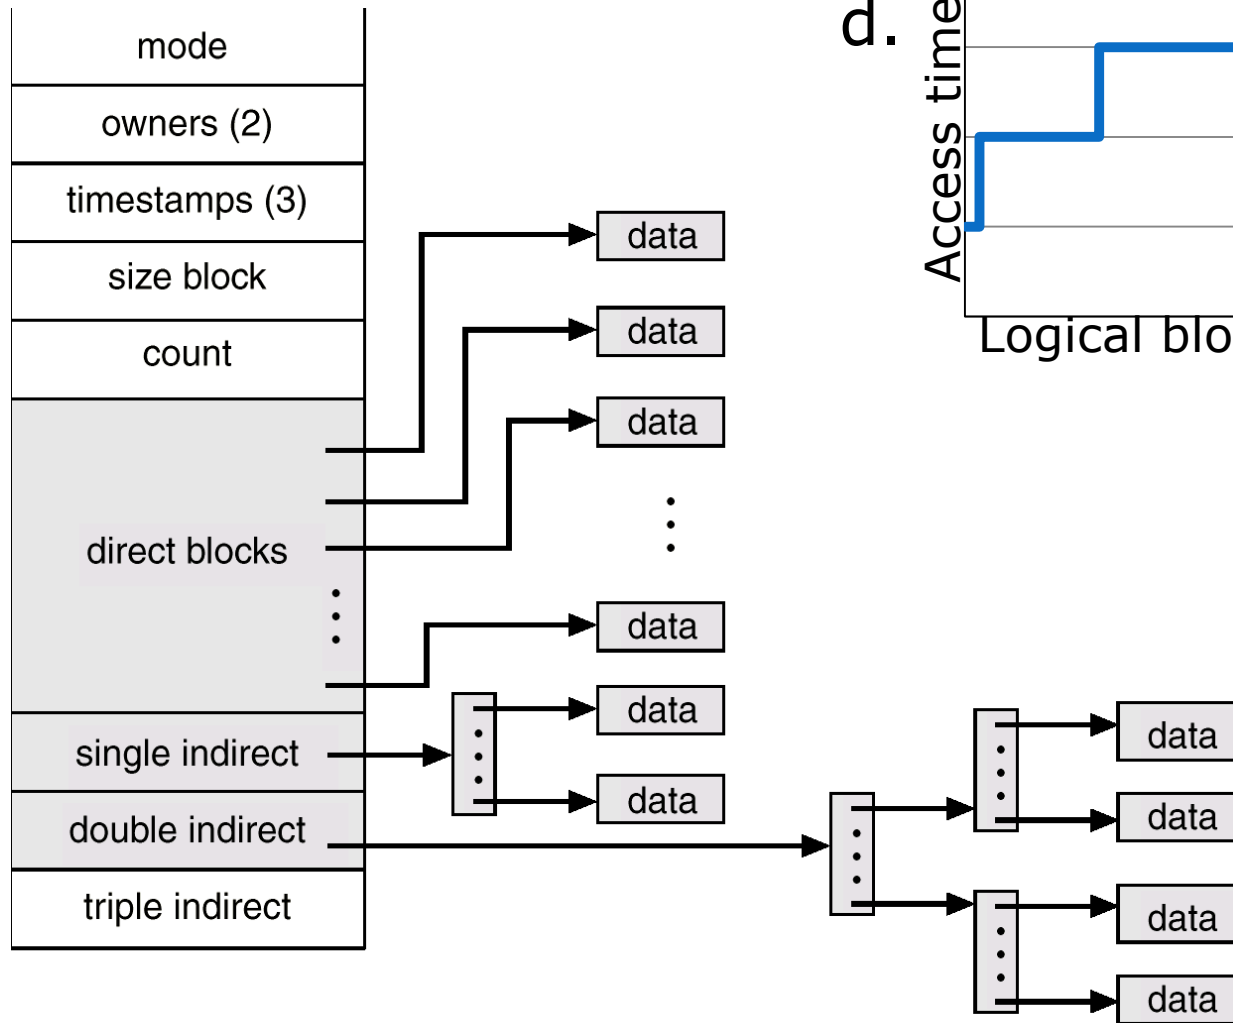 mode
owners (2)
timestamps (3)
size block
count
direct blocks
single indirect
double indirect
triple indirect
data
data
data
data
data
data
data
data
data
data
d.
Access time
Logical blo